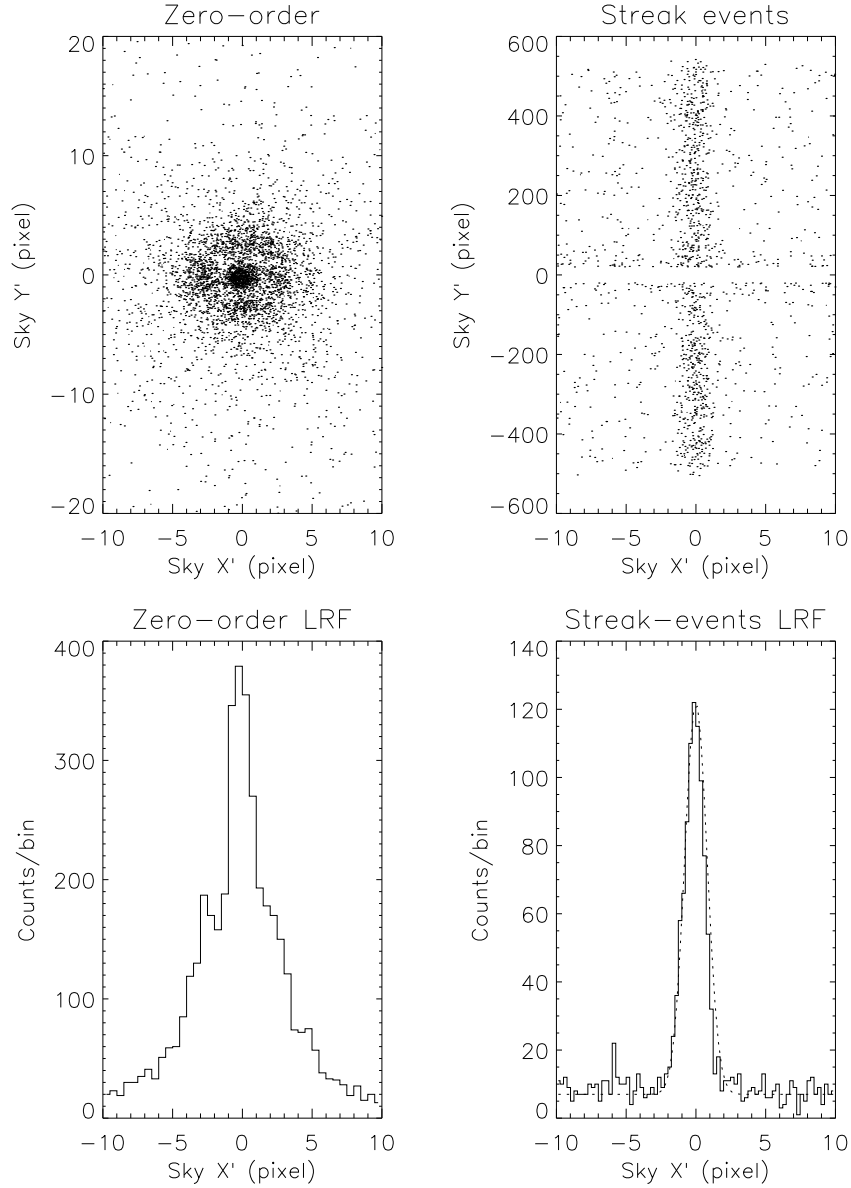 Zero-order
20
10
0
-10
-20
Sky Y' (pixel)
-10 -5 0 5 10
Sky X' (pixel)
Streak events
600
400
200
0
-200
-400
-600
Sky Y' (pixel)
-10 -5 0 5 10
Sky X' (pixel)
Zero-order LRF
400
300
200
100
0
Counts/bin
-10 -5 0 5 10
Sky X' (pixel)
Streak-events LRF
140
120
100
80
60
40
20
0
Counts/bin
-10 -5 0 5 10
Sky X' (pixel)